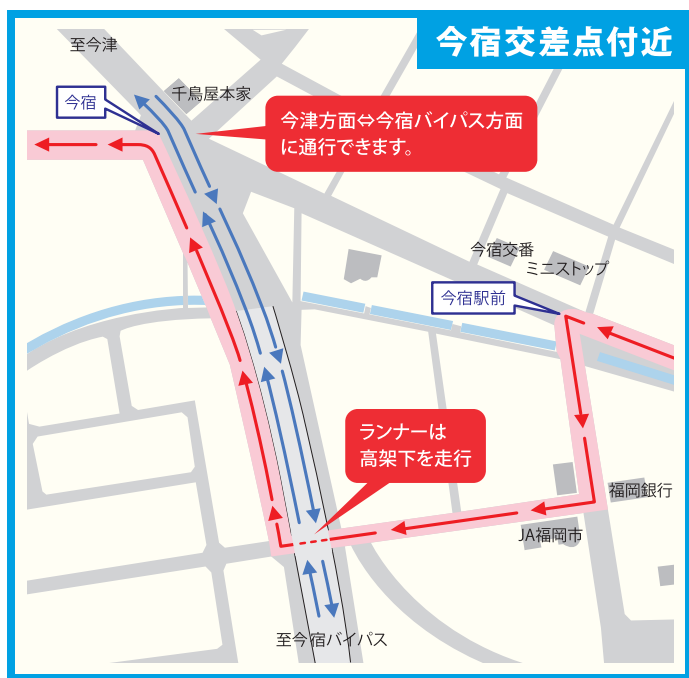 今宿交差点付近
至今津
千鳥屋本家
今宿
今津方面⇔今宿バイパス方面
に通行できます。
今宿交番
ミニストップ
今宿駅前
ランナーは
高架下を走行
福岡銀行
JA福岡市
至今宿バイパス